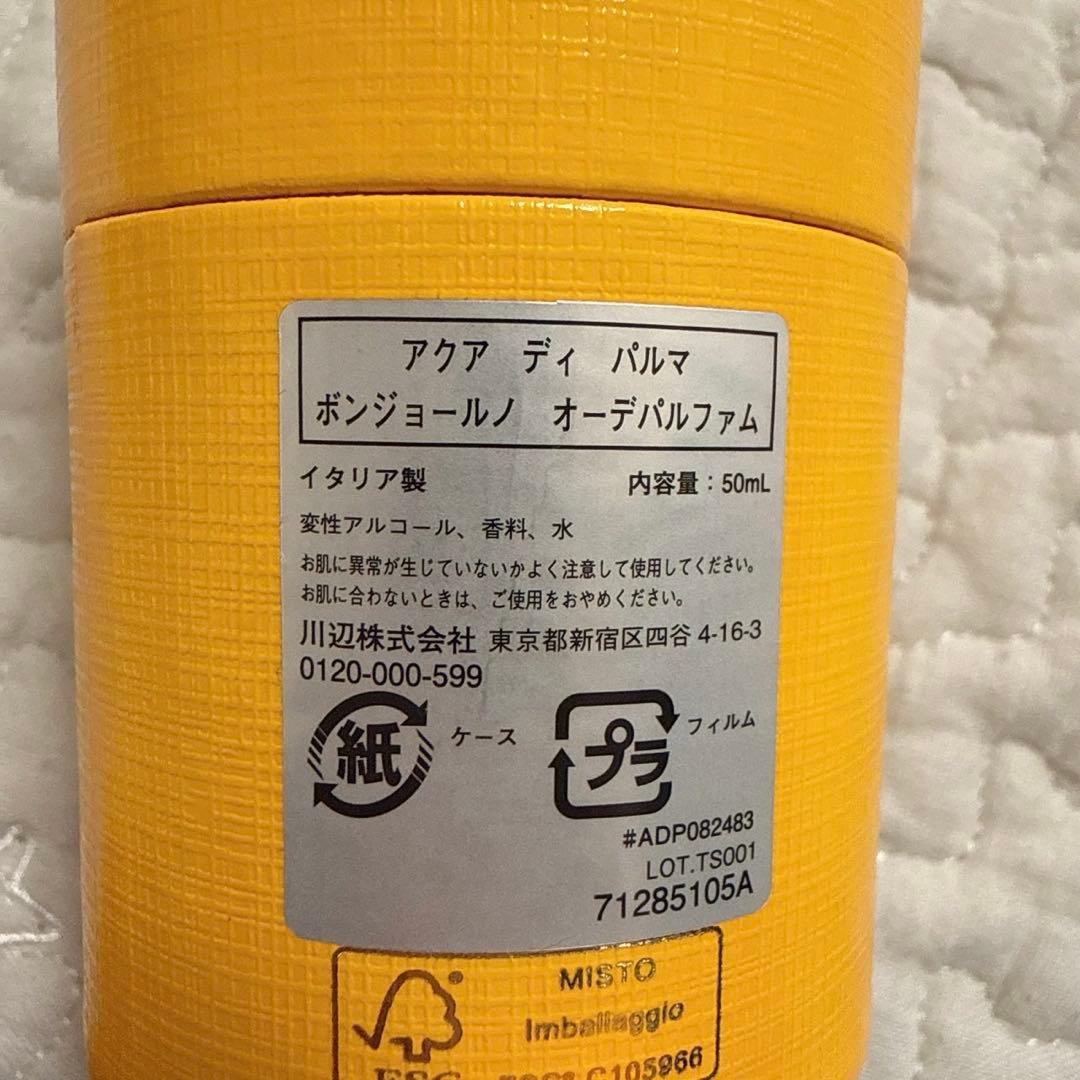 アクア ディ パルマ
ボンジョールノ オーデパルファム
イタリア製 内容量：50mL
変性アルコール、香料、水
お肌に異常が生じていないかよく注意して使用してください。
お肌に合わないときは、ご使用をおやめください。
川辺株式会社 東京都新宿区四谷 4-16-3
0120-000-599
紙 ケース プラ フィルム
#ADP082483
LOT.TS001
71285105A
MISTO
Imballaggio
FSC C105966